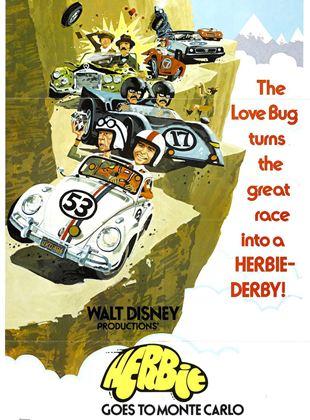 The
Love Bug
turns
the
great
race
into a
HERBIE-
DERBY!
17
53
WALT DISNEY
PRODUCTIONS'
HERBIE
GOES TO MONTE CARLO